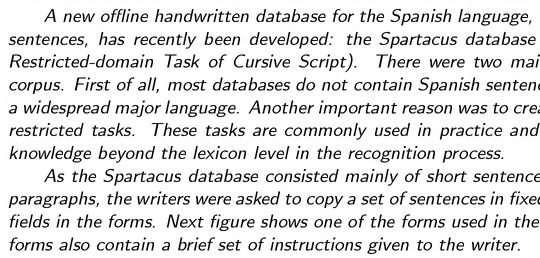 A new offline handwritten database for the Spanish language,
sentences, has recently been developed: the Spartacus database
Restricted-domain Task of Cursive Script). There were two
corpus. First of all, most databases do not contain Spanish
a widespread major language. Another important reason was to
restricted tasks. These tasks are commonly used in practice and
knowledge beyond the lexicon level in the recognition process.
As the Spartacus database consisted mainly of short
paragraphs, the writers were asked to copy a set of sentences in
fields in the forms. Next figure shows one of the forms used in the
forms also contain a brief set of instructions given to the writer.